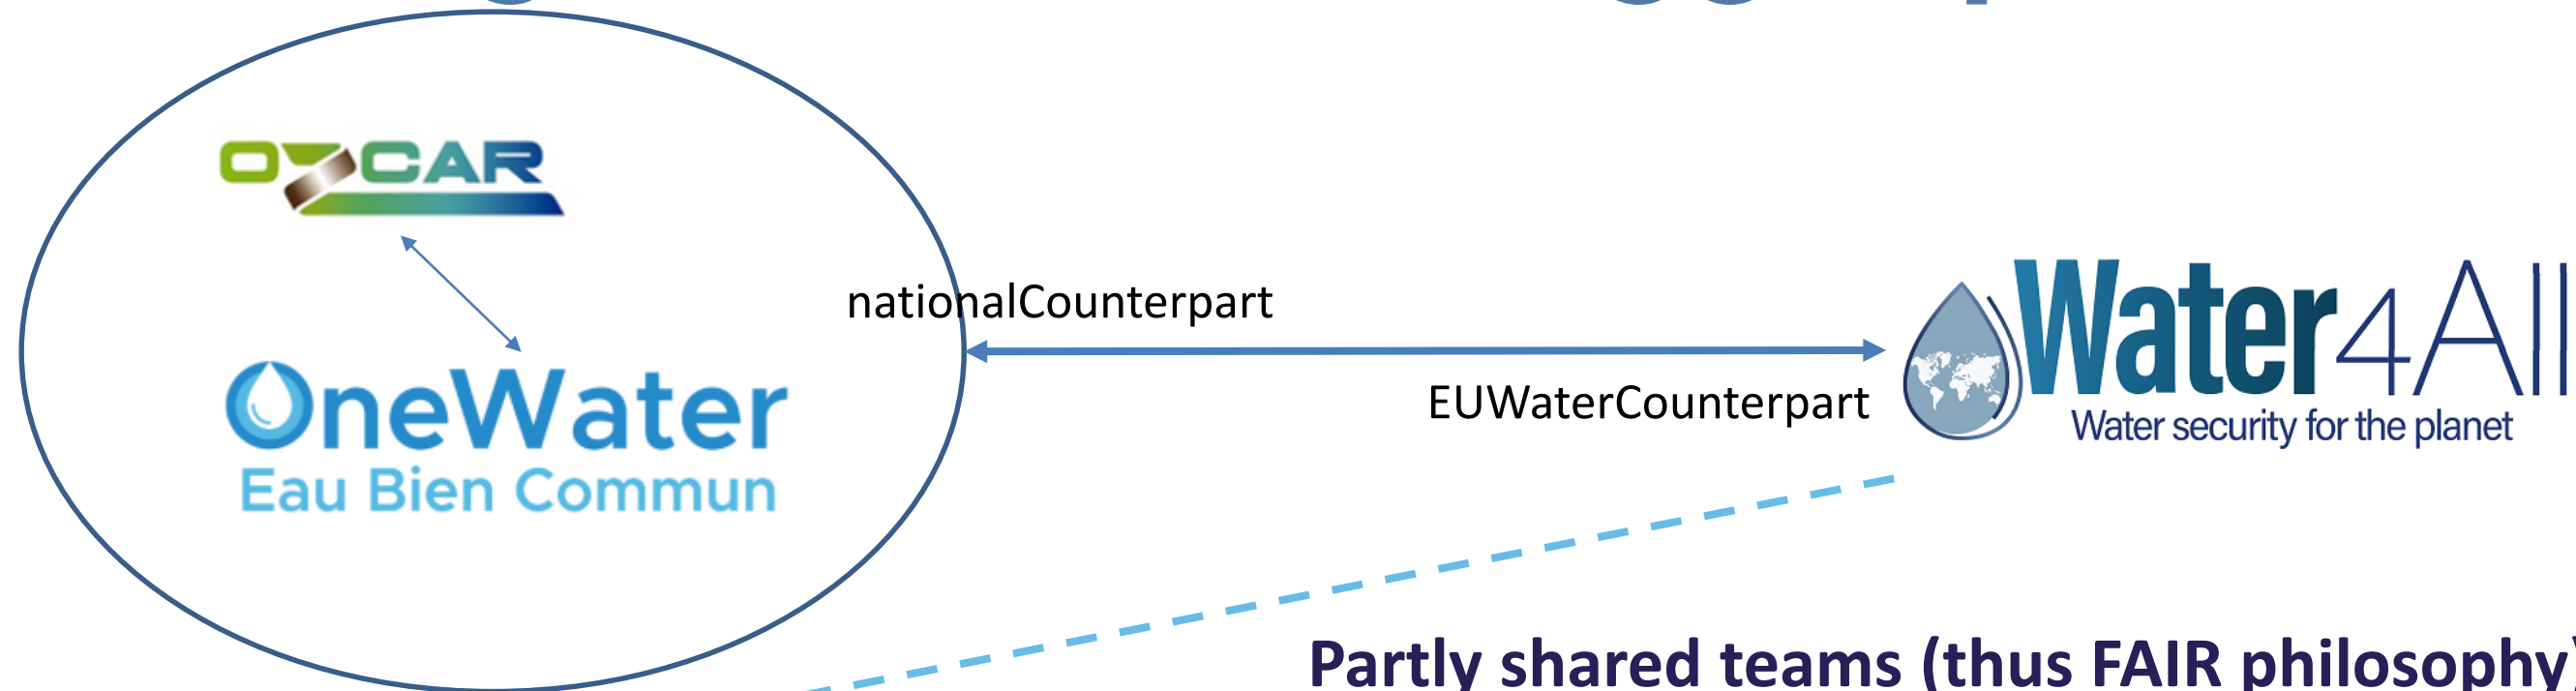 OZCAR
nationalCounterpart
OneWater
Eau Bien Commun
EUWaterCounterpart
Water4All
Water security for the planet
Partly shared teams (thus FAIR philosophy)